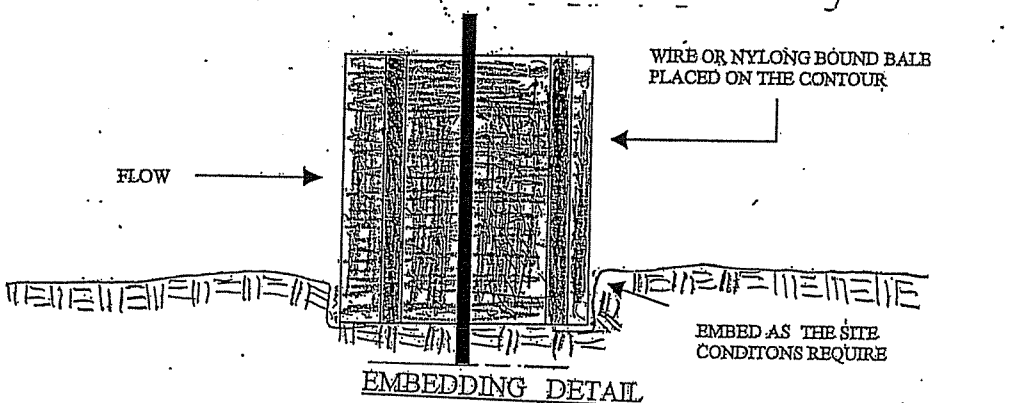 WIRE OR NYLONG BOUND BALE
PLACED ON THE CONTOUR
FLOW
EMBED AS THE SITE
CONDITONS REQUIRE
EMBEDDING DETAIL